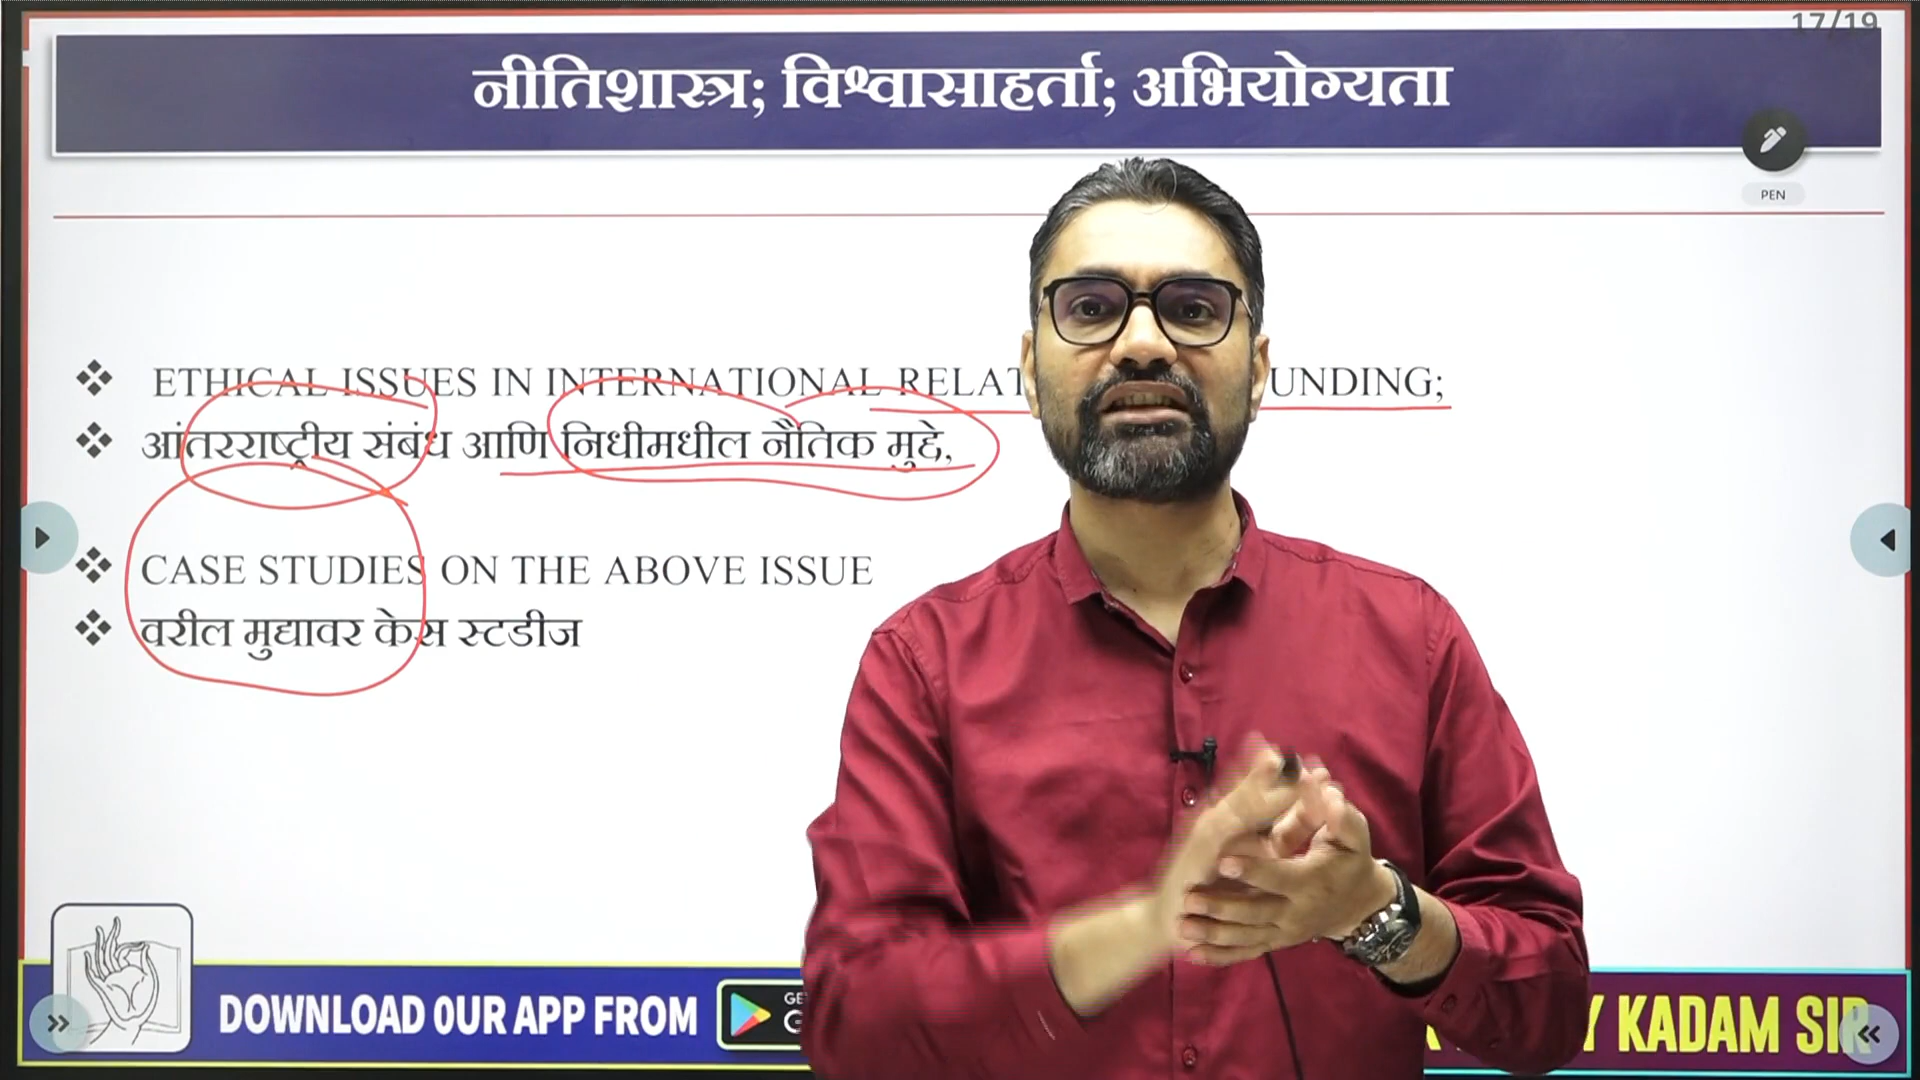 17/19
नीतिशास्त्र; विश्वासाहर्ता; अभियोग्यता
PEN
ETHICAL ISSUES IN INTERNATIONAL RELAT UNDING;
आंतरराष्ट्रीय संबंध आणि निधीमधील नैतिक मुद्दे,
CASE STUDIES ON THE ABOVE ISSUE
वरील मुद्यावर केस स्टडीज
DOWNLOAD OUR APP FROM GE G Y KADAM SIR